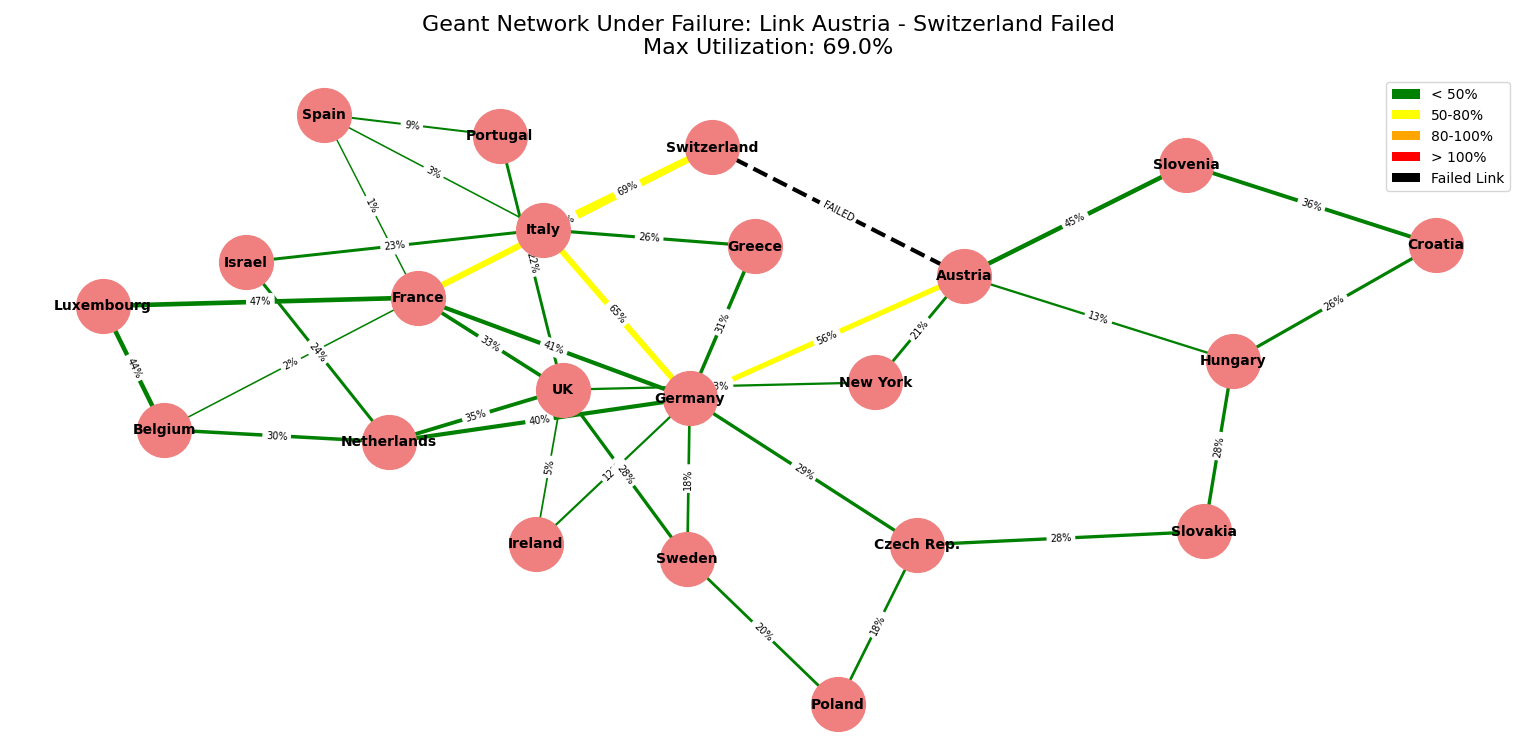 Geant Network Under Failure: Link Austria - Switzerland Failed
Max Utilization: 69.0%
< 50%
50-80%
80-100%
> 100%
Failed Link
Spain
9%
Portugal
Switzerland
Slovenia
3%
69%
FAILED
36%
1%
45%
Italy
23%
26%
Greece
Croatia
Israel
22%
Austria
Luxembourg
47%
France
65%
31%
56%
21%
13%
26%
33%
41%
24%
2%
44%
Hungary
UK
New York
Germany
35%
40%
Belgium
30%
Netherlands
5%
28%
18%
29%
28%
Ireland
Sweden
Czech Rep.
28%
Slovakia
20%
18%
Poland